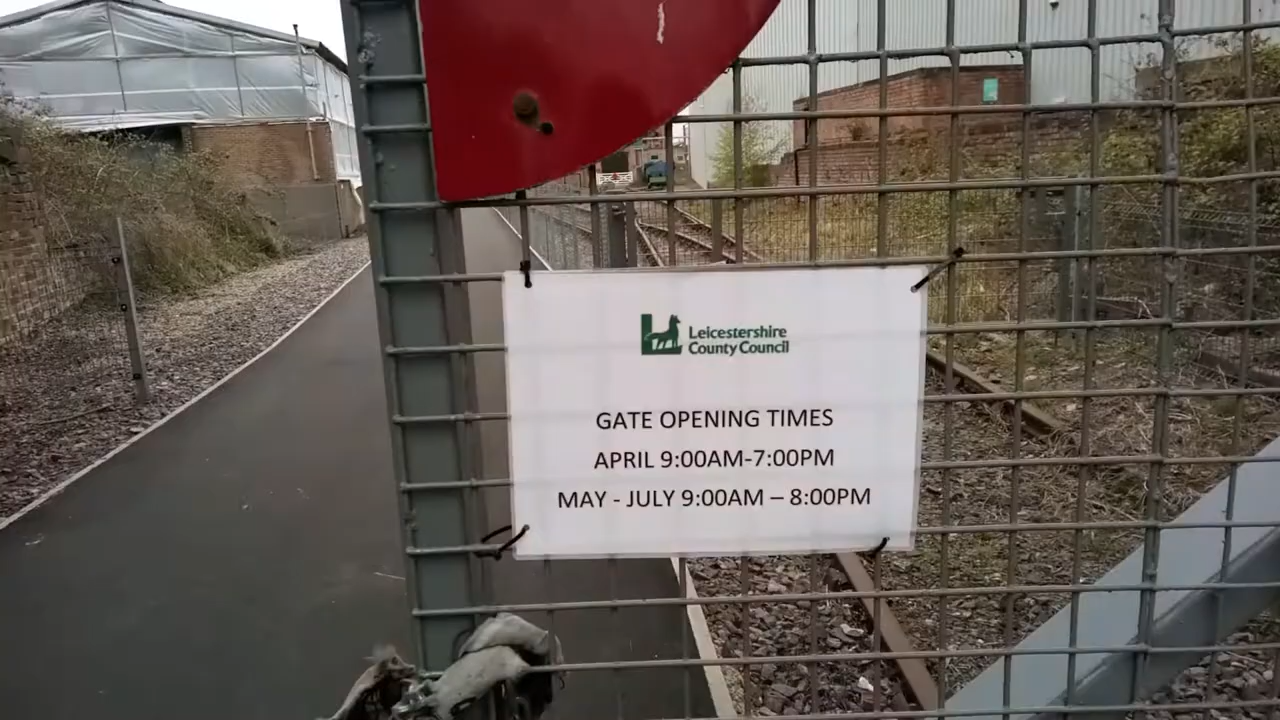 Leicestershire
County Council
GATE OPENING TIMES
APRIL 9:00AM-7:00PM
MAY - JULY 9:00AM – 8:00PM